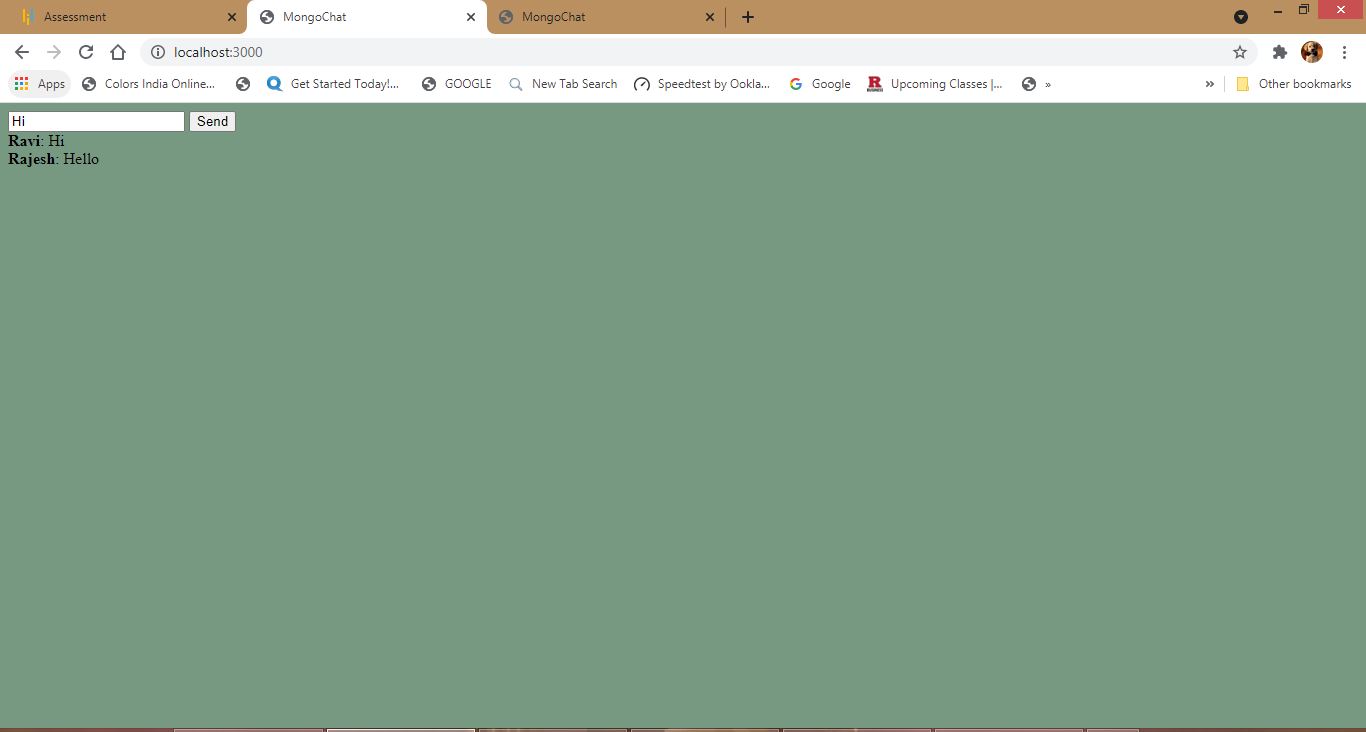 Assessment MongoChat MongoChat
localhost:3000
Apps Colors India Online... Get Started Today!... GOOGLE New Tab Search Speedtest by Ookla... Google Upcoming Classes |... » » Other bookmarks
Hi Send
Ravi: Hi
Rajesh: Hello